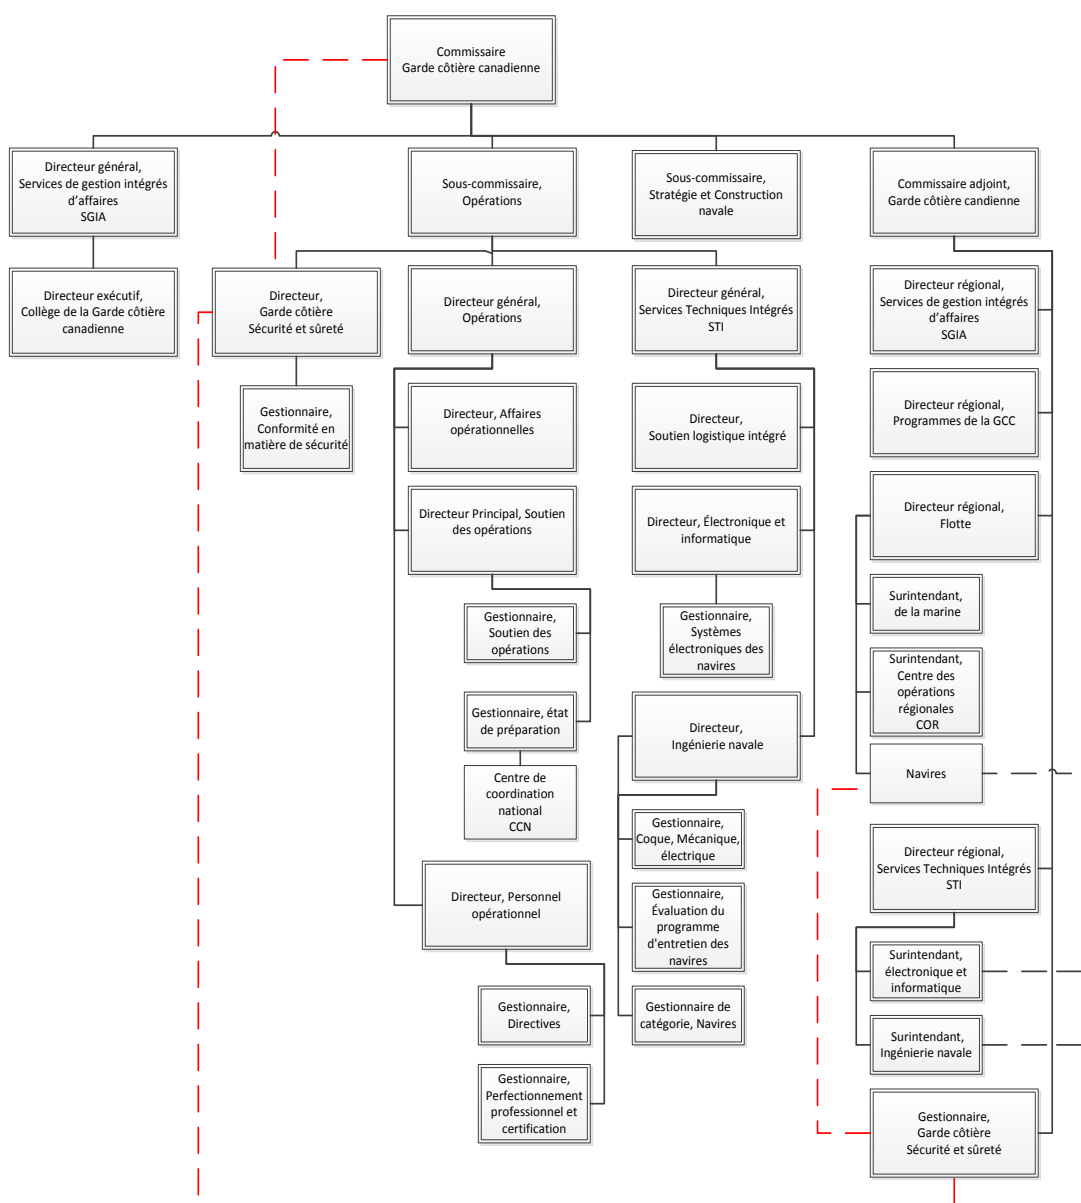 Commissaire
Garde côtière canadienne
Directeur général,
Services de gestion intégrés
d'affaires
SGIA
Sous-commissaire,
Opérations
Sous-commissaire,
Stratégie et Construction
navale
Commissaire adjoint,
Garde côtière candienne
Directeur exécutif,
Collège de la Garde côtière
canadienne
Directeur,
Garde côtière
Sécurité et sûreté
Directeur général,
Opérations
Directeur général,
Services Techniques Intégrés
STI
Directeur régional,
Services de gestion intégrés
d'affaires
SGIA
Gestionnaire,
Conformité en
matière de sécurité
Directeur, Affaires
opérationnelles
Directeur,
Soutien logistique intégré
Directeur régional,
Programmes de la GCC
Directeur Principal, Soutien
des opérations
Directeur, Électronique et
informatique
Directeur régional,
Flotte
Gestionnaire,
Soutien des
opérations
Gestionnaire,
Systèmes
électroniques des
navires
Surintendant,
de la marine
Surintendant,
Centre des
opérations
régionales
COR
Gestionnaire, état
de préparation
Directeur,
Ingénierie navale
Navires
Centre de
coordination
national
CCN
Gestionnaire,
Coque, Mécanique,
électrique
Directeur régional,
Services Techniques Intégrés
STI
Directeur, Personnel
opérationnel
Gestionnaire,
Évaluation du
programme
d'entretien des
navires
Surintendant,
électronique et
informatique
Gestionnaire,
Directives
Gestionnaire de
catégorie, Navires
Surintendant,
Ingénierie navale
Gestionnaire,
Perfectionnement
professionnel et
certification
Gestionnaire,
Garde côtière
Sécurité et sûreté